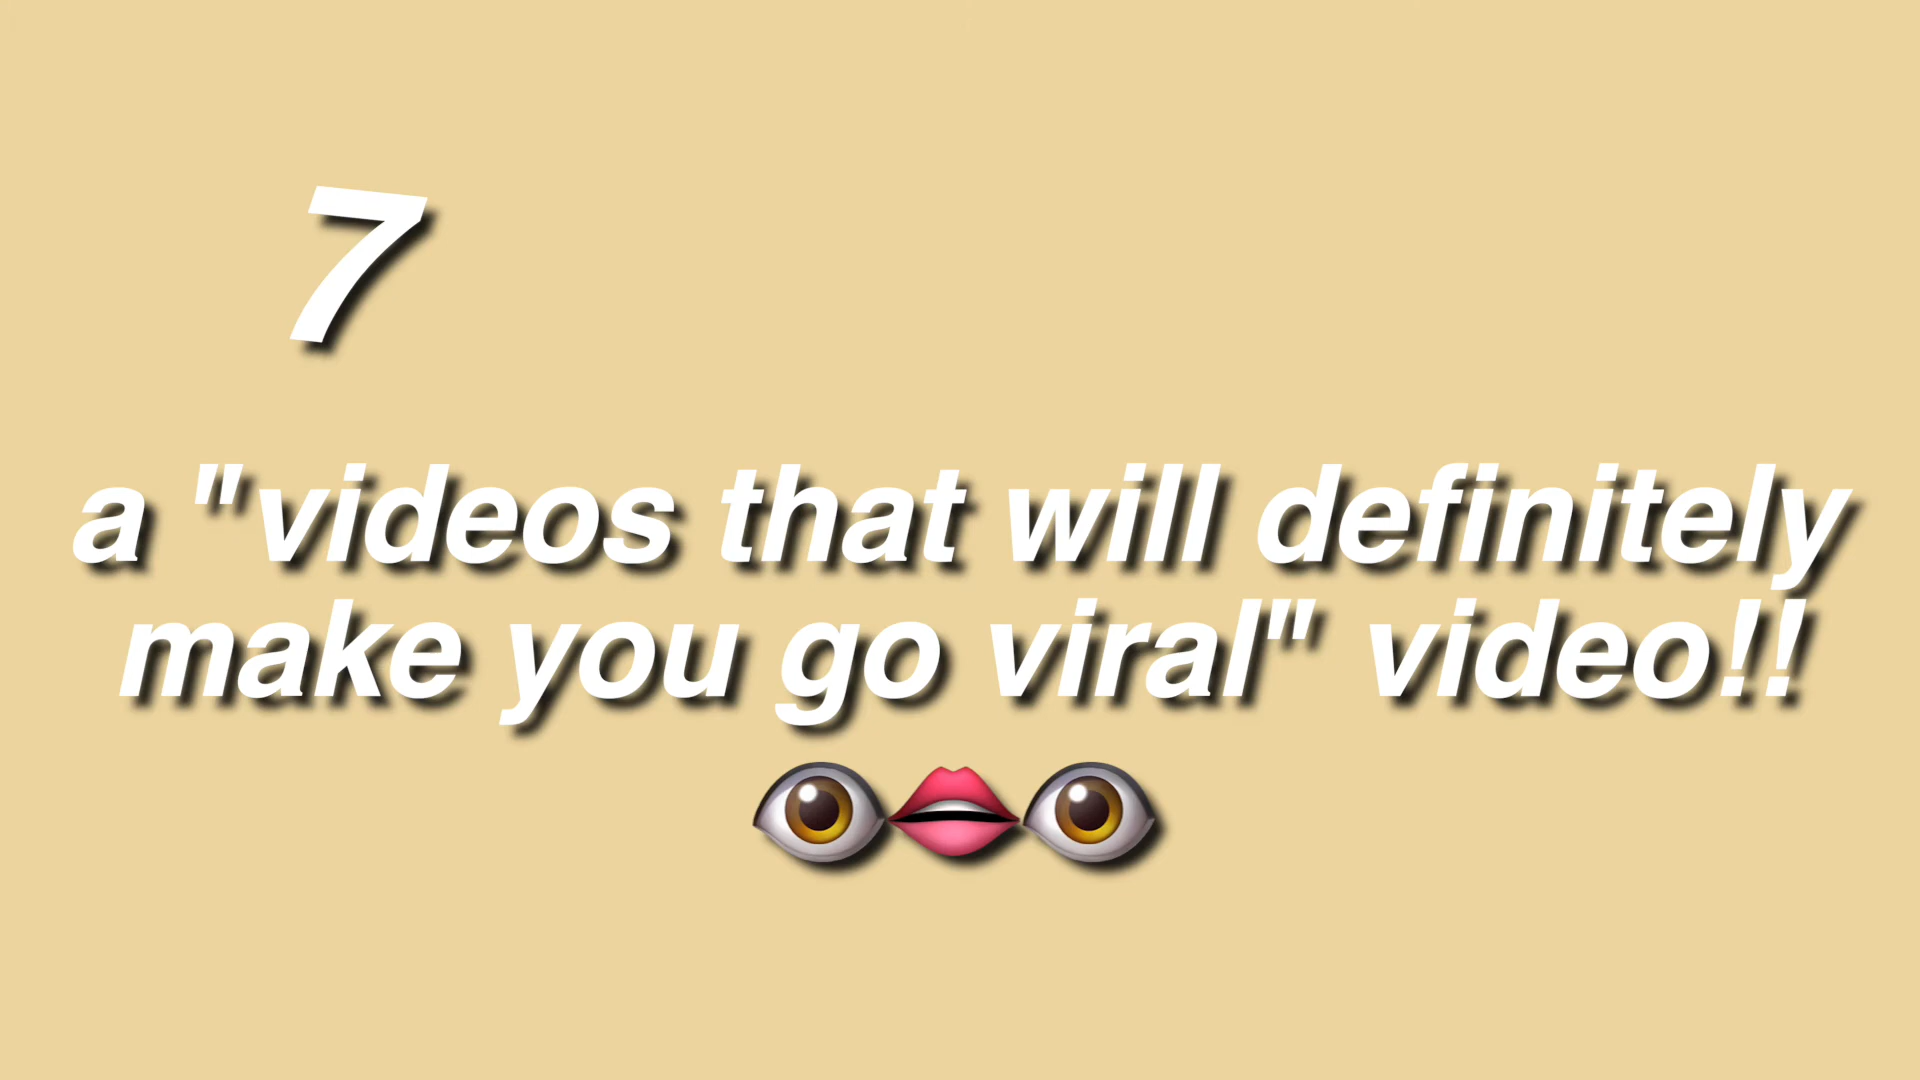 7
a "videos that will definitely
make you go viral" video!!
👁👄👁